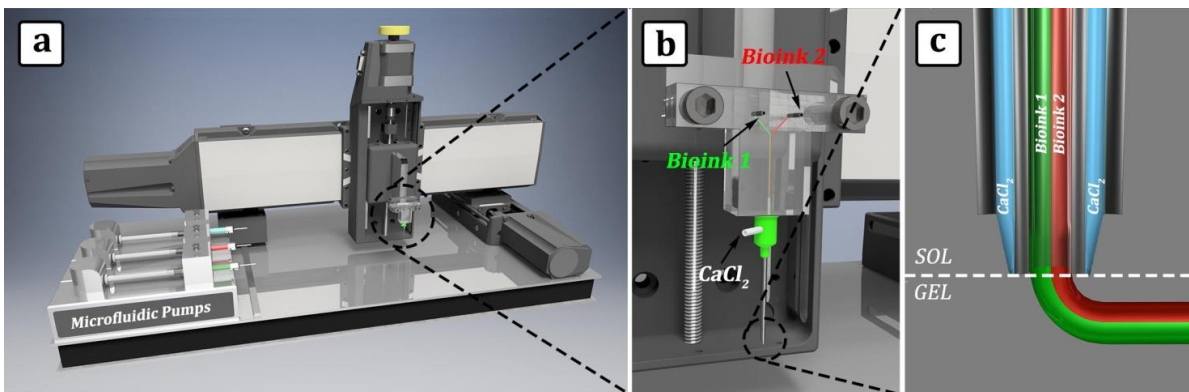 a
Microfluidic Pumps
b
Bioink 2
Bioink 1
CaCl₂
c
Bioink 1
Bioink 2
CaCl₂
CaCl₂
SOL
GEL